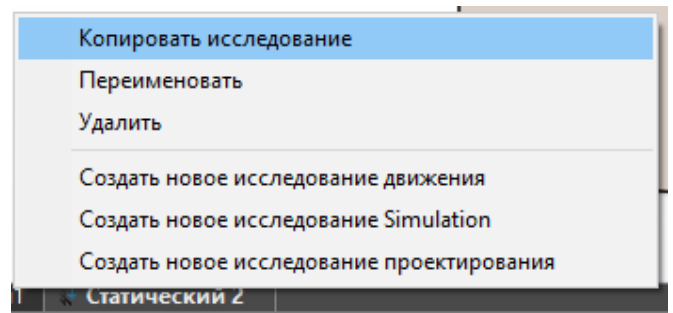 Копировать исследование
Переименовать
Удалить
Создать новое исследование движения
Создать новое исследование Simulation
Создать новое исследование проектирования
Статический 2